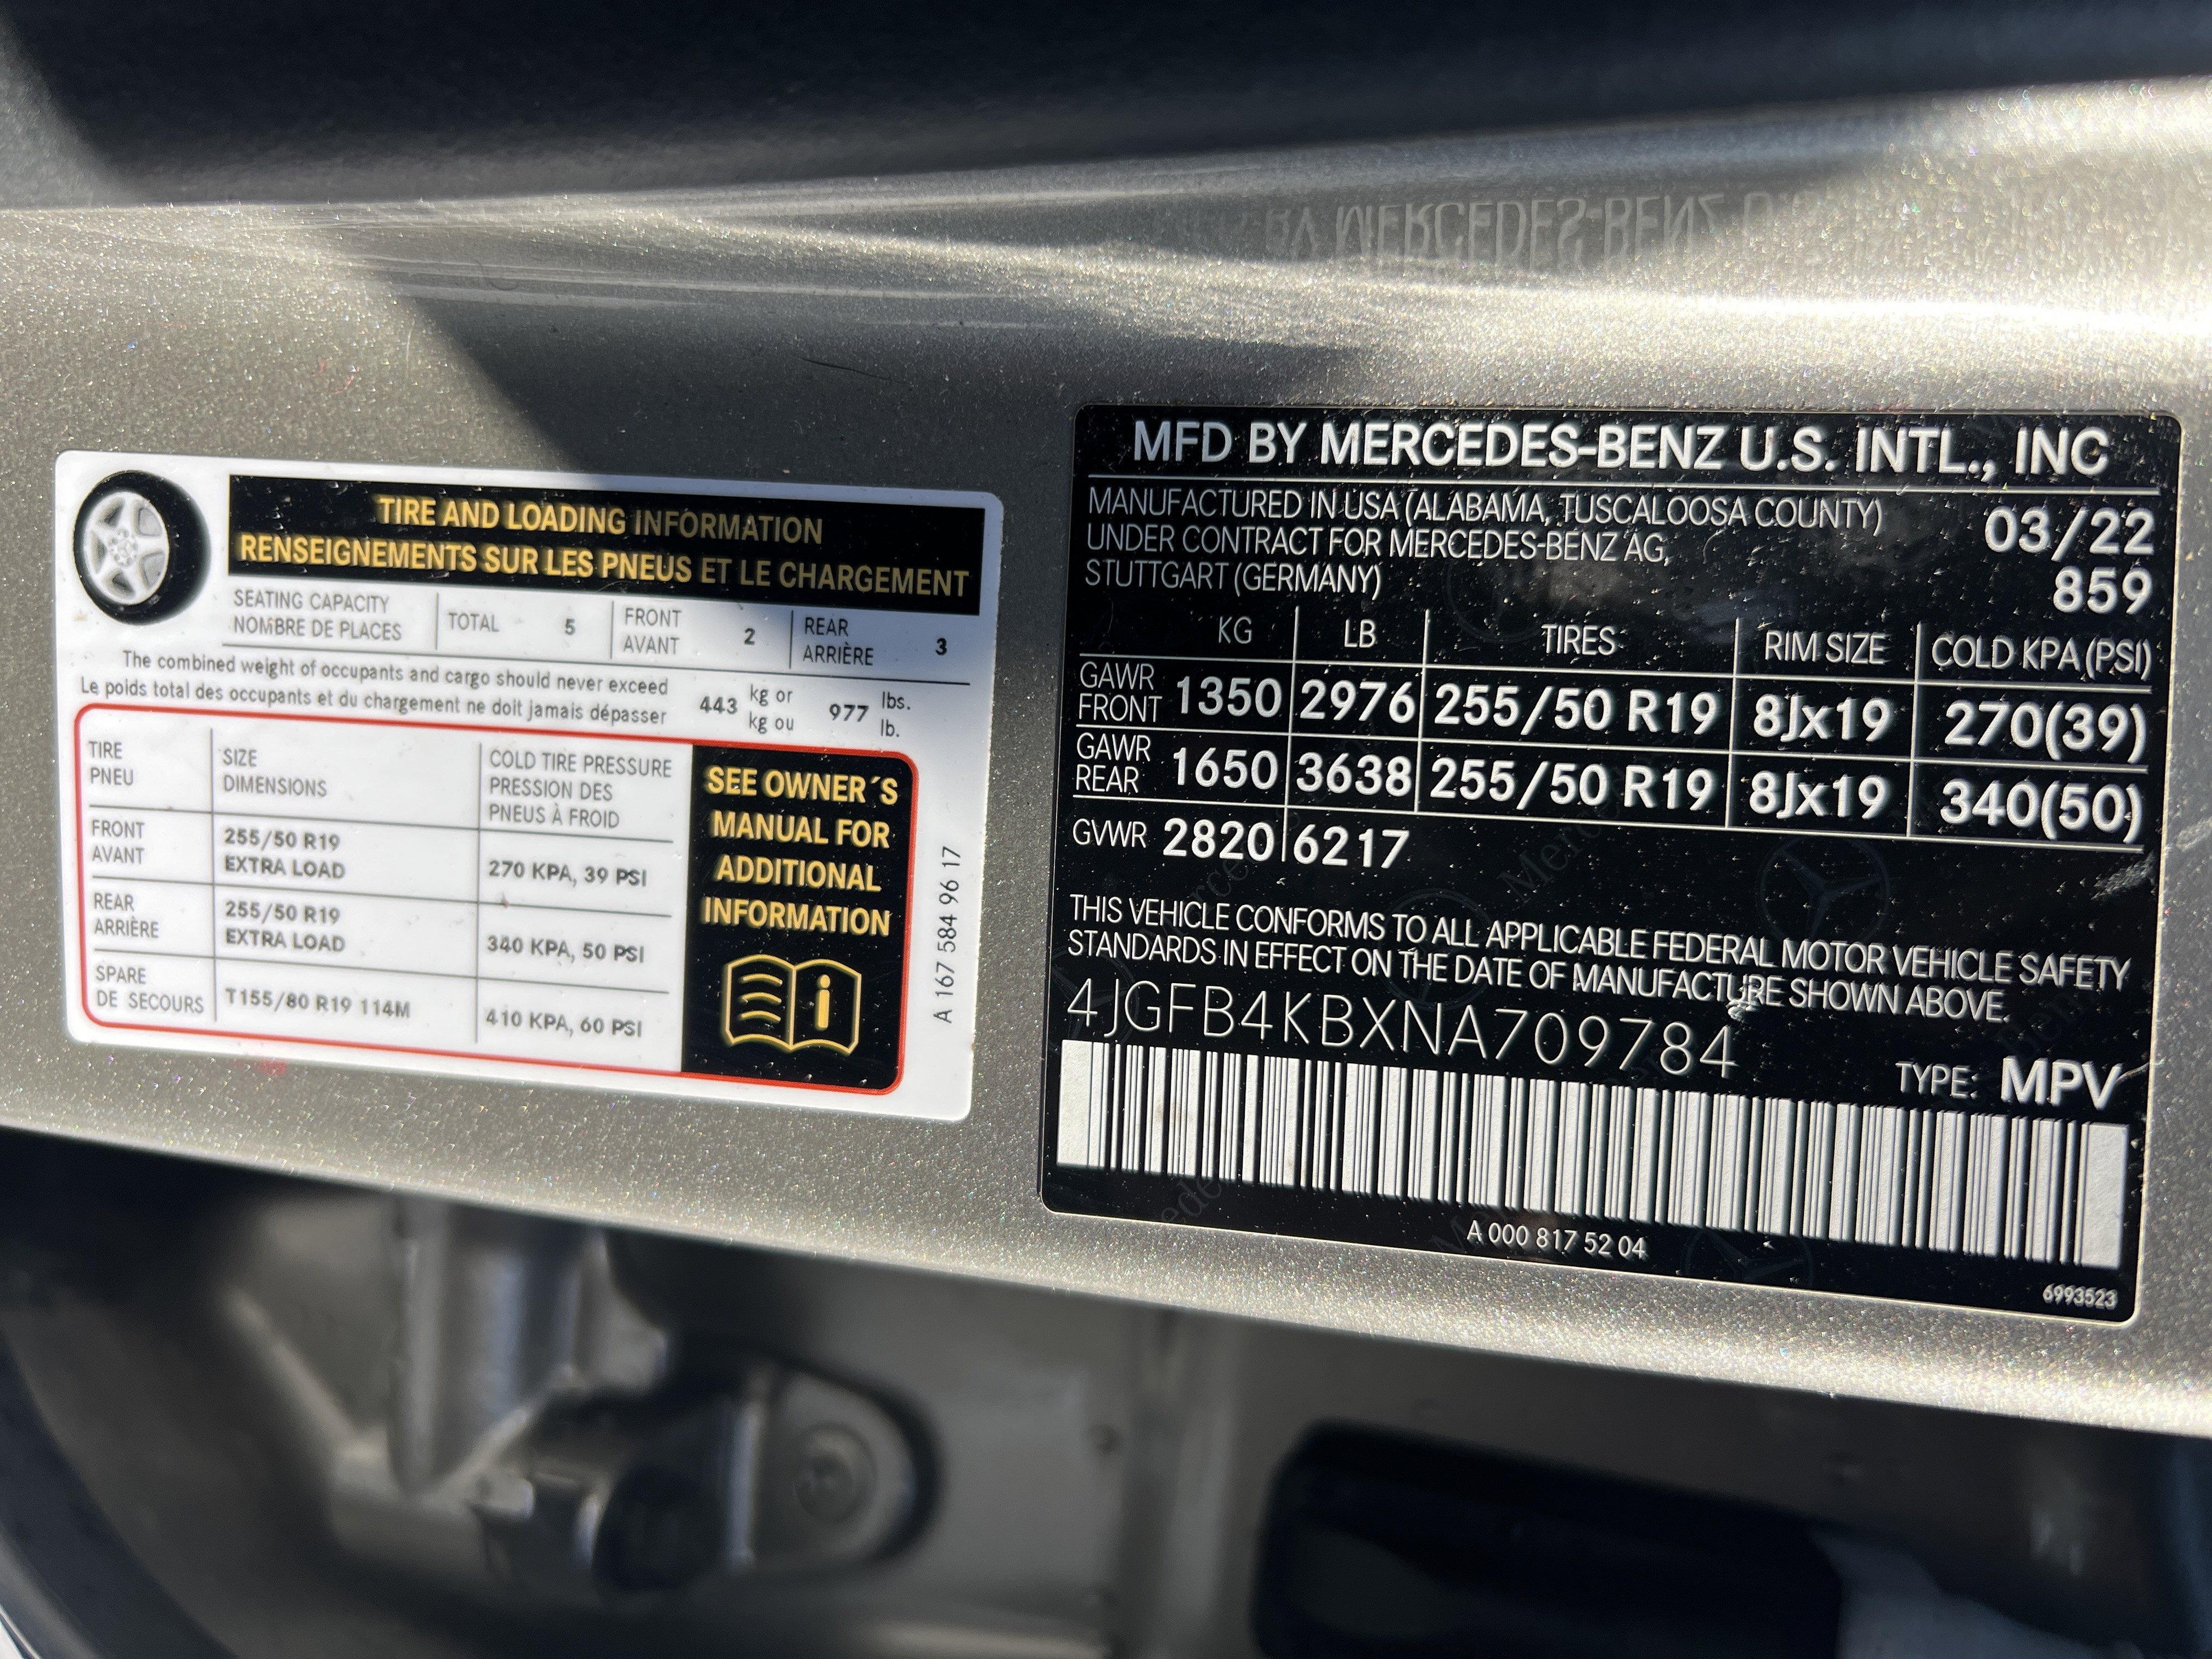 TIRE AND LOADING INFORMATION
RENSEIGNEMENTS SUR LES PNEUS ET LE CHARGEMENT
SEATING CAPACITY TOTAL 5 FRONT 2 REAR 3
NOMBRE DE PLACES AVANT ARRIÈRE
The combined weight of occupants and cargo should never exceed 443 kg or 977 lbs.
Le poids total des occupants et du chargement ne doit jamais dépasser kg ou lb.
TIRE SIZE COLD TIRE PRESSURE
PNEU DIMENSIONS PRESSION DES
PNEUS À FROID
FRONT 255/50 R19
AVANT EXTRA LOAD 270 KPA, 39 PSI
REAR 255/50 R19
ARRIÈRE EXTRA LOAD 340 KPA, 50 PSI
SPARE
DE SECOURS T155/80 R19 114M 410 KPA, 60 PSI
SEE OWNER´S
MANUAL FOR
ADDITIONAL
INFORMATION
A 167 584 96 17
MFD BY MERCEDES-BENZ U.S. INTL., INC
MANUFACTURED IN USA (ALABAMA, TUSCALOOSA COUNTY) 03/22
UNDER CONTRACT FOR MERCEDES-BENZ AG,
STUTTGART (GERMANY) 859
KG LB TIRES RIM SIZE COLD KPA (PSI)
GAWR
FRONT 1350 2976 255/50 R19 8Jx19 270(39)
GAWR
REAR 1650 3638 255/50 R19 8Jx19 340(50)
GVWR 2820 6217
THIS VEHICLE CONFORMS TO ALL APPLICABLE FEDERAL MOTOR VEHICLE SAFETY
STANDARDS IN EFFECT ON THE DATE OF MANUFACTURE SHOWN ABOVE.
4JGFB4KBXNA709784
TYPE: MPV
A 000 817 52 04
6993523